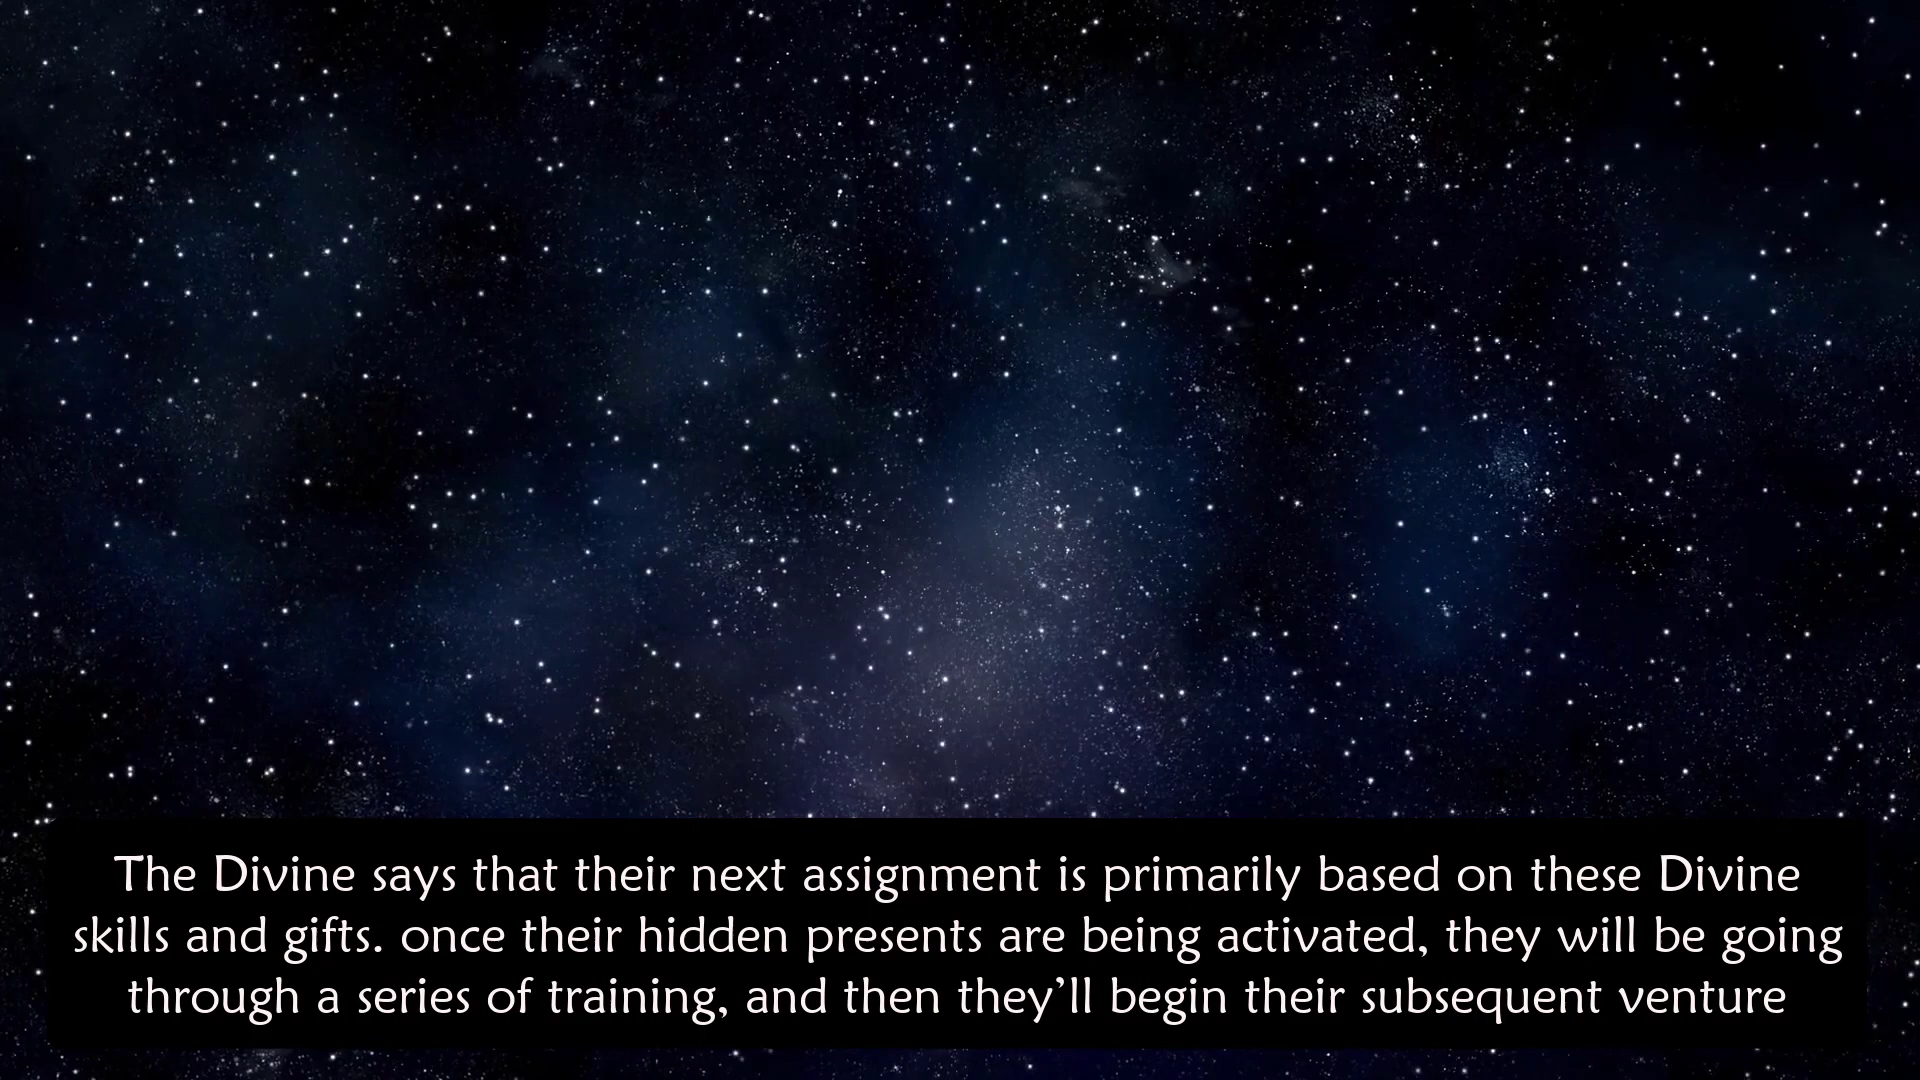 The Divine says that their next assignment is primarily based on these Divine
skills and gifts. once their hidden presents are being activated, they will be going
through a series of training, and then they’ll begin their subsequent venture